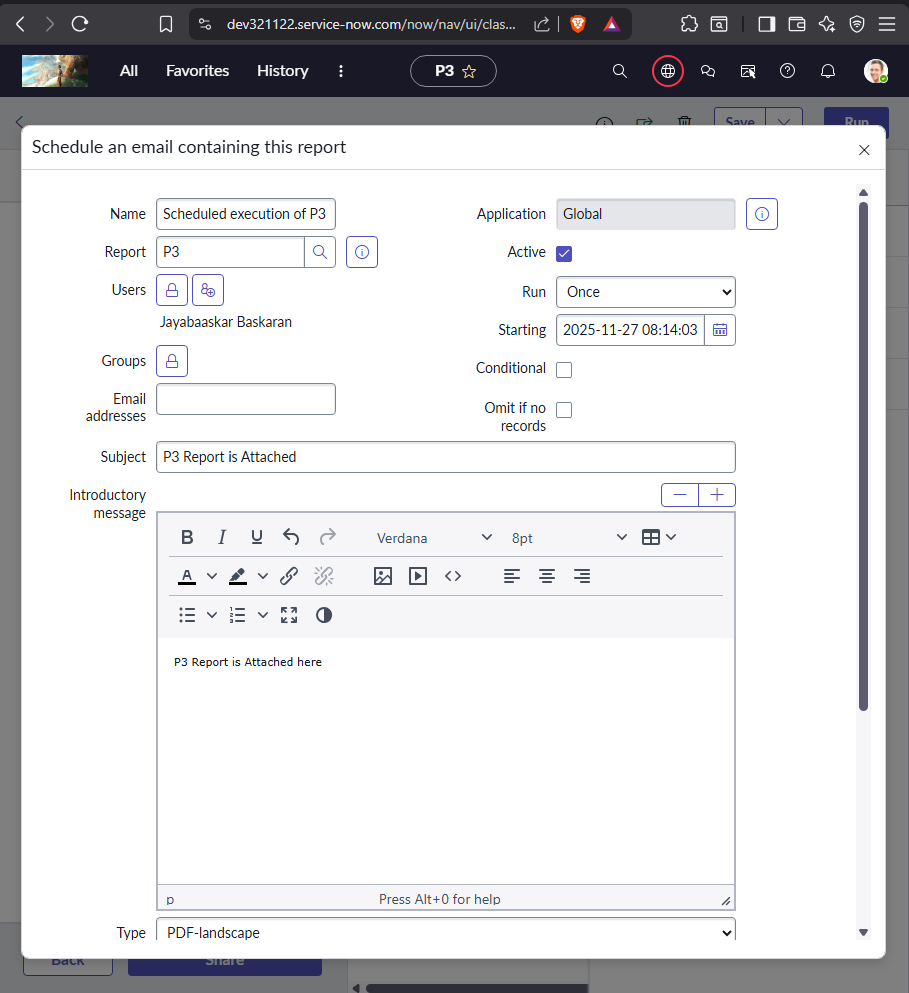 dev321122.service-now.com/now/nav/ui/clas...
All
Favorites
History
P3
Save
Run
Schedule an email containing this report
Name
Scheduled execution of P3
Application
Global
Report
P3
Active
Users
Run
Once
Jayabaaskar Baskaran
Starting
2025-11-27 08:14:03
Groups
Conditional
Email
addresses
Omit if no
records
Subject
P3 Report is Attached
Introductory
message
B I U
Verdana
8pt
A
P3 Report is Attached here
p
Press Alt+0 for help
Type
PDF-landscape
Back
Share